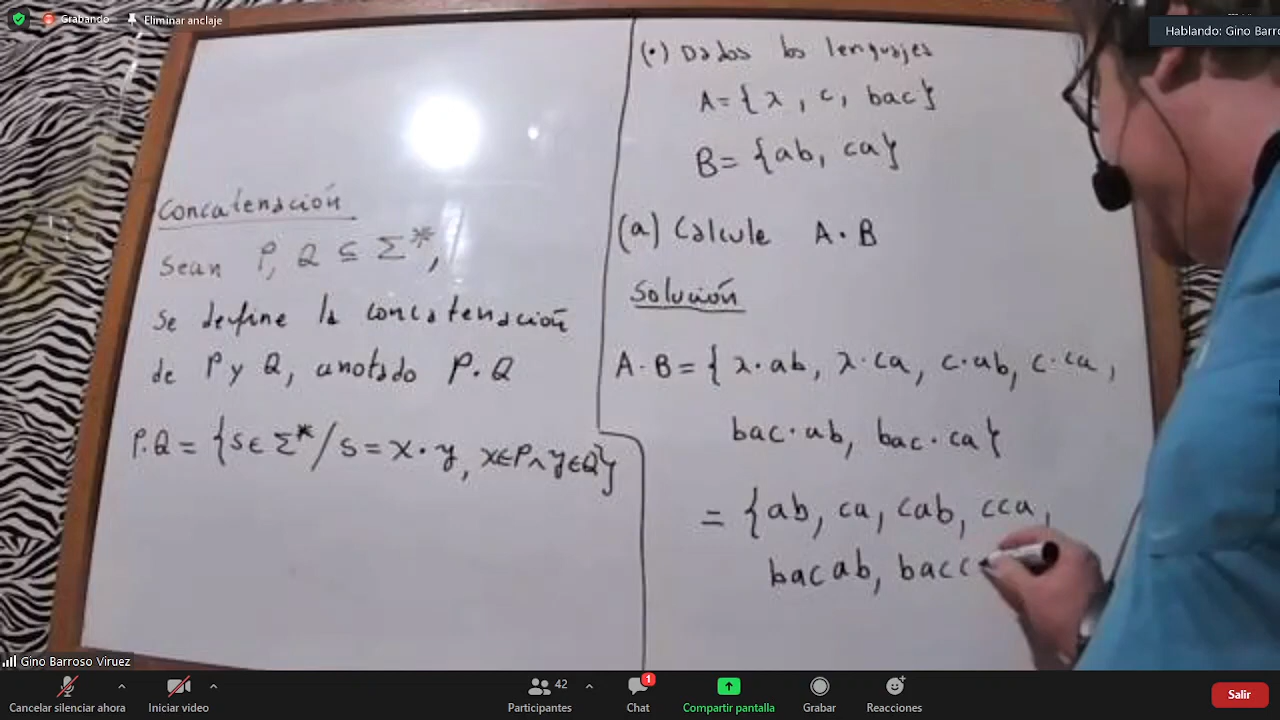 Grabando
Eliminar anclaje
Hablando: Gino Barro
Concatenación
Sean P, Q ⊆ Σ*,
se define la concatenación
de P y Q, anotado P.Q
P.Q = {s ∈ Σ* / s = x · y, x∈P ∧ y∈Q}
(•) Dados los lenguajes
A = {λ, c, bac}
B = {ab, ca}
(a) Calcule A · B
Solución
A · B = {λ·ab, λ·ca, c·ab, c·ca,
bac·ab, bac·ca}
= {ab, ca, cab, cca,
bacab, bacc
Gino Barroso Viruez
Cancelar silenciar ahora
Iniciar video
42
Participantes
1
Chat
Compartir pantalla
Grabar
Reacciones
Salir